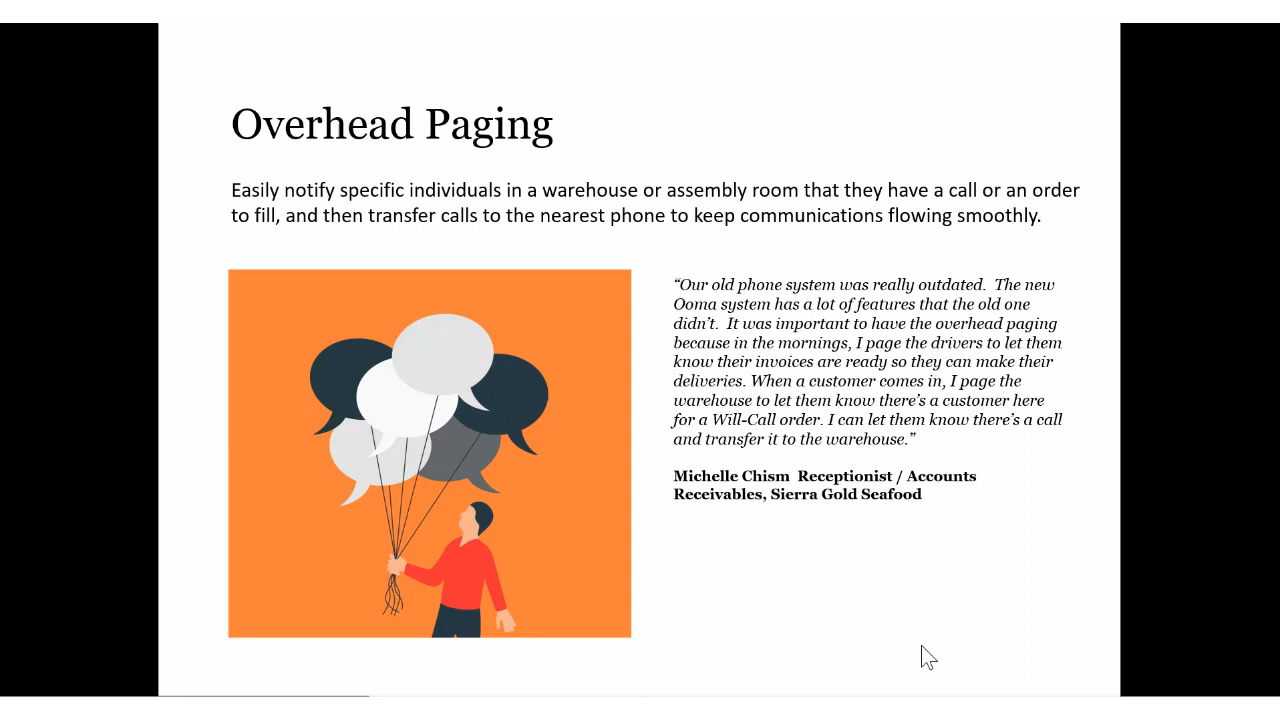 Overhead Paging
Easily notify specific individuals in a warehouse or assembly room that they have a call or an order
to fill, and then transfer calls to the nearest phone to keep communications flowing smoothly.
“Our old phone system was really outdated.  The new
Ooma system has a lot of features that the old one
didn’t.  It was important to have the overhead paging
because in the mornings, I page the drivers to let them
know their invoices are ready so they can make their
deliveries. When a customer comes in, I page the
warehouse to let them know there’s a customer here
for a Will-Call order. I can let them know there’s a call
and transfer it to the warehouse.”
Michelle Chism  Receptionist / Accounts
Receivables, Sierra Gold Seafood